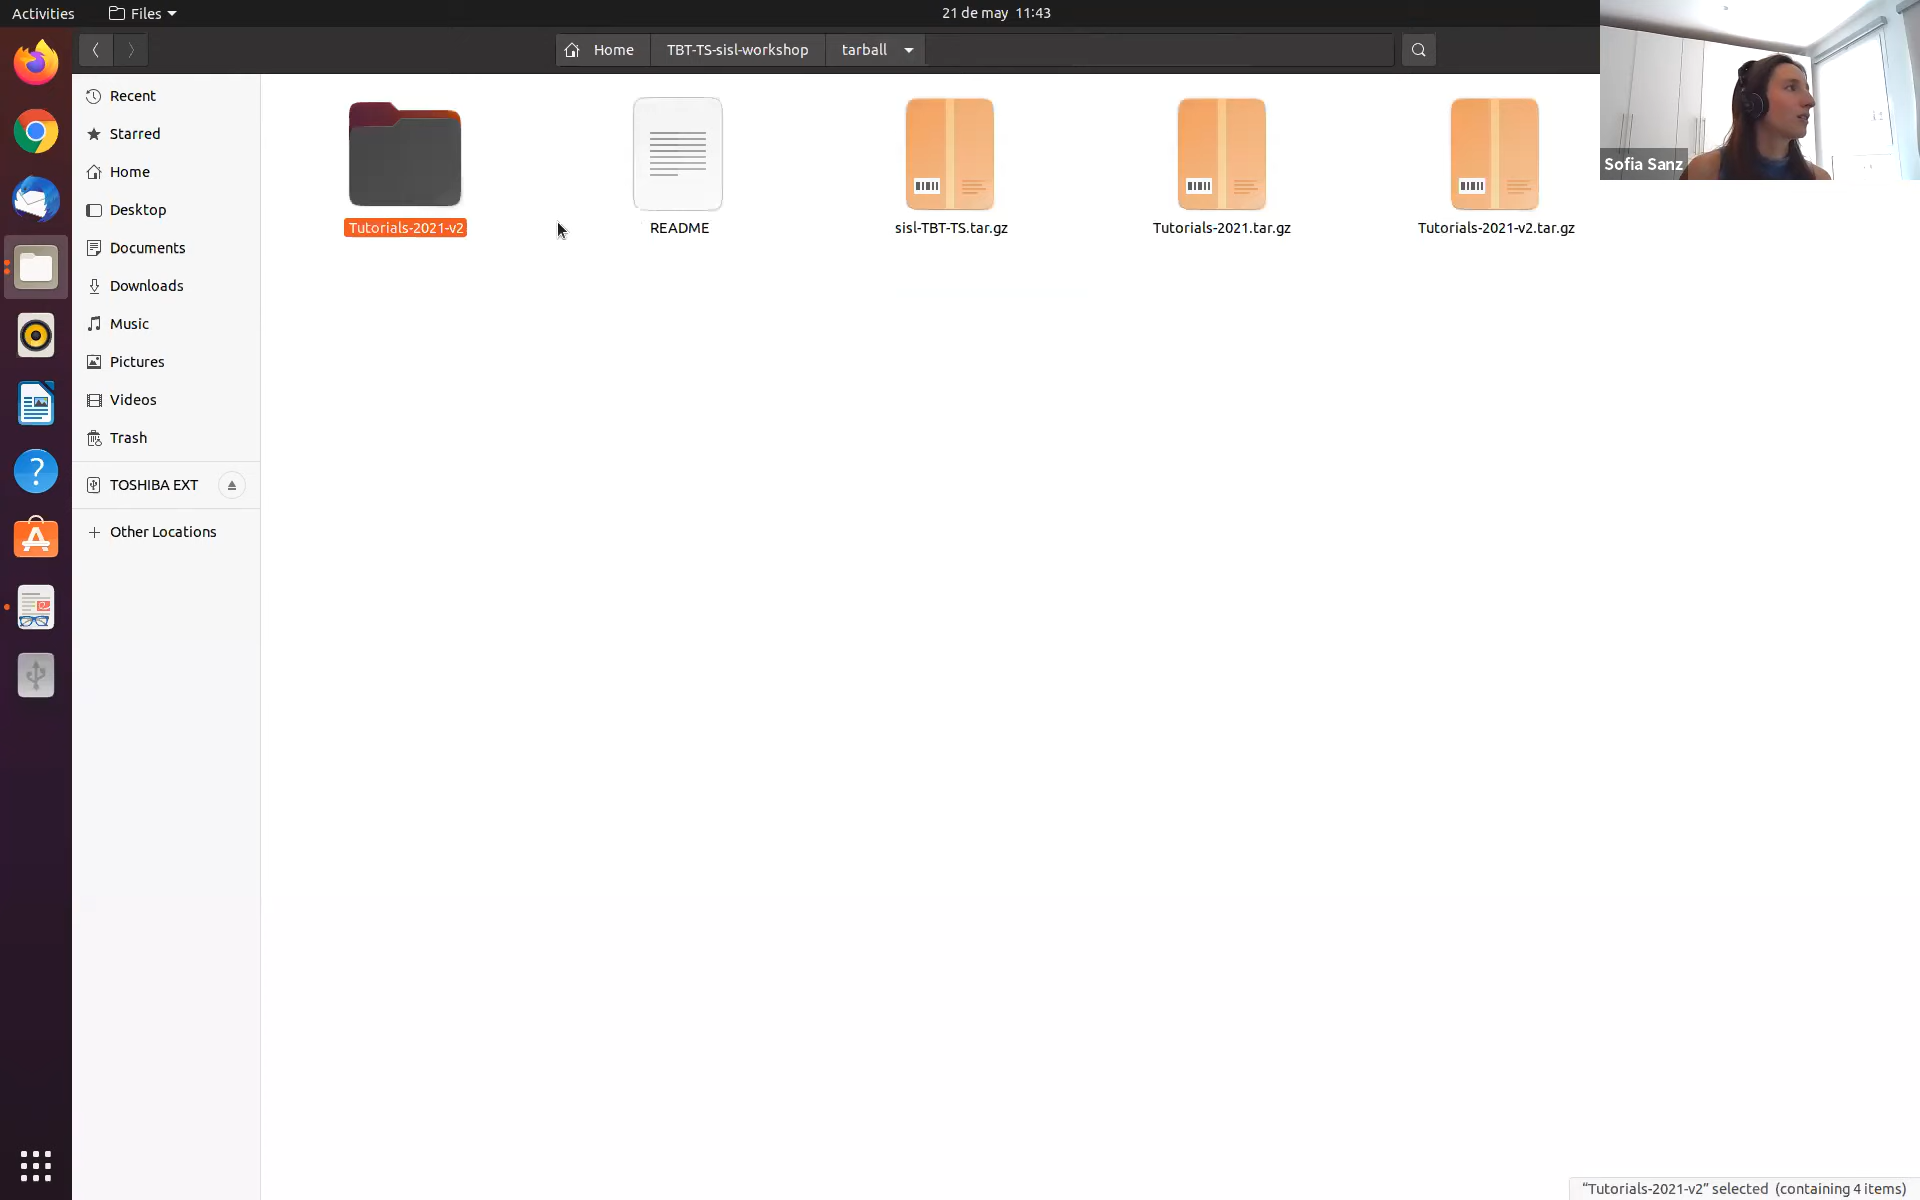 Activities
Files
21 de may 11:43
Home
TBT-TS-sisl-workshop
tarball
Sofia Sanz
Recent
Starred
Home
Desktop
Documents
Downloads
Music
Pictures
Videos
Trash
TOSHIBA EXT
Other Locations
Tutorials-2021-v2
README
sisl-TBT-TS.tar.gz
Tutorials-2021.tar.gz
Tutorials-2021-v2.tar.gz
“Tutorials-2021-v2” selected (containing 4 items)